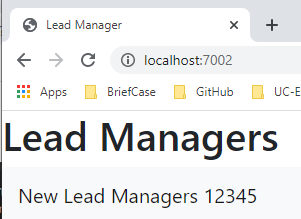 Lead Manager
localhost:7002
Apps BriefCase GitHub UC-E
Lead Managers
New Lead Managers 12345